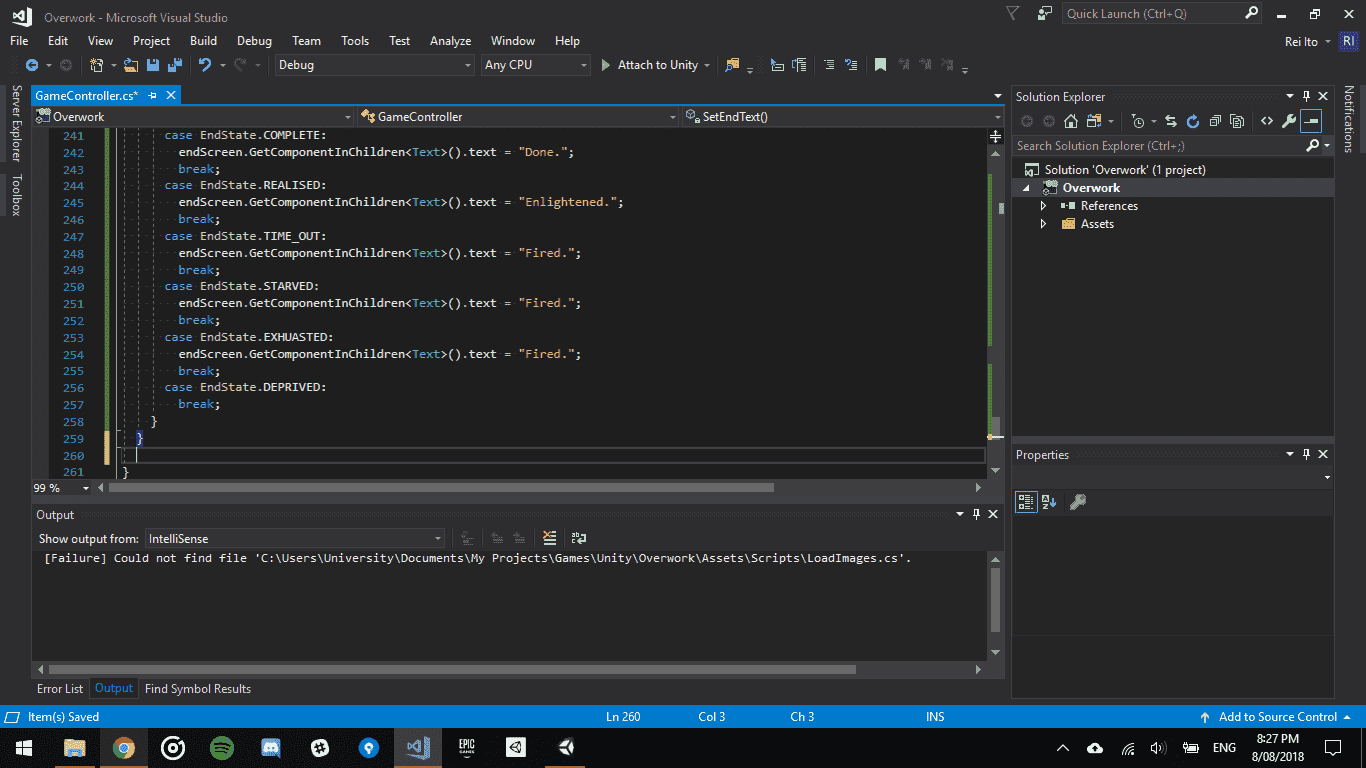 Overwork - Microsoft Visual Studio
Quick Launch (Ctrl+Q)
File Edit View Project Build Debug Team Tools Test Analyze Window Help
Rei Ito RI
Debug Any CPU Attach to Unity
Server Explorer
Toolbox
GameController.cs*
Overwork GameController SetEndText()
241 case EndState.COMPLETE:
242 endScreen.GetComponentInChildren<Text>().text = "Done.";
243 break;
244 case EndState.REALISED:
245 endScreen.GetComponentInChildren<Text>().text = "Enlightened.";
246 break;
247 case EndState.TIME_OUT:
248 endScreen.GetComponentInChildren<Text>().text = "Fired.";
249 break;
250 case EndState.STARVED:
251 endScreen.GetComponentInChildren<Text>().text = "Fired.";
252 break;
253 case EndState.EXHUASTED:
254 endScreen.GetComponentInChildren<Text>().text = "Fired.";
255 break;
256 case EndState.DEPRIVED:
257 break;
258 }
259 }
260
261 }
99 %
Output
Show output from: IntelliSense
[Failure] Could not find file 'C:\Users\University\Documents\My Projects\Games\Unity\Overwork\Assets\Scripts\LoadImages.cs'.
Error List Output Find Symbol Results
Solution Explorer
Search Solution Explorer (Ctrl+;)
Solution 'Overwork' (1 project)
Overwork
References
Assets
Properties
Notifications
Item(s) Saved Ln 260 Col 3 Ch 3 INS Add to Source Control
EPIC
GAMES
ENG
8:27 PM
8/08/2018